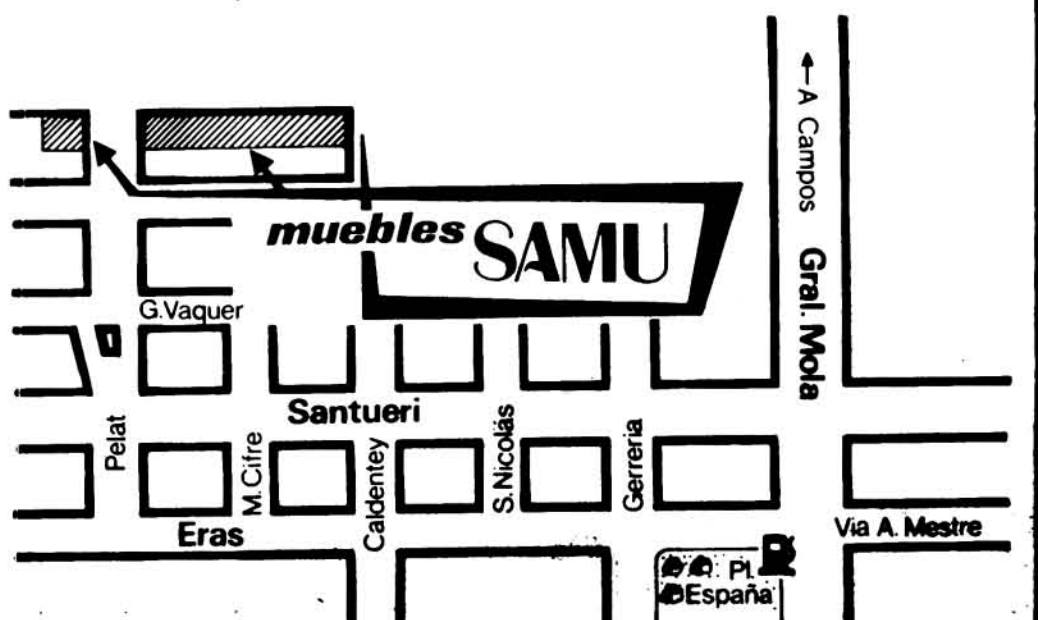 ← A Campos
Gral. Mola
muebles SAMU
G.Vaquer
Santueri
Pelat
M.Cifre
Caldentey
S.Nicolás
Gerreria
Eras
Via A. Mestre
Pl.
España